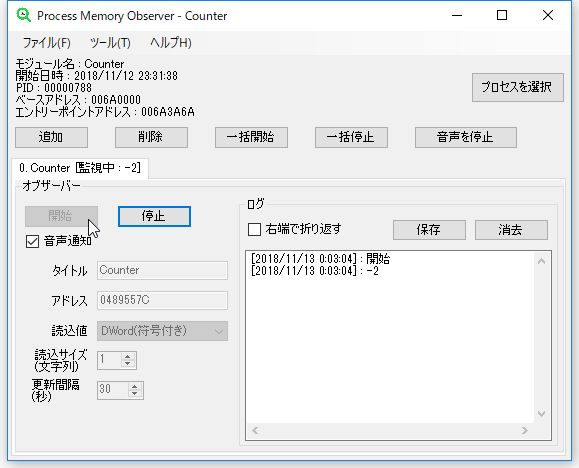 Process Memory Observer - Counter
ファイル(F) ツール(T) ヘルプ(H)
モジュール名 : Counter
開始日時 : 2018/11/12 23:31:38
PID : 00000788
ベースアドレス : 006A0000
エントリーポイントアドレス : 006A3A6A
プロセスを選択
追加 削除 一括開始 一括停止 音声を停止
0. Counter [監視中 : -2]
オブザーバー
開始 停止
音声通知
タイトル Counter
アドレス 0489557C
読込値 DWord(符号付き)
読込サイズ
(文字列)
1
更新間隔
(秒)
30
ログ
右端で折り返す 保存 消去
[2018/11/13 0:03:04] : 開始
[2018/11/13 0:03:04] : -2